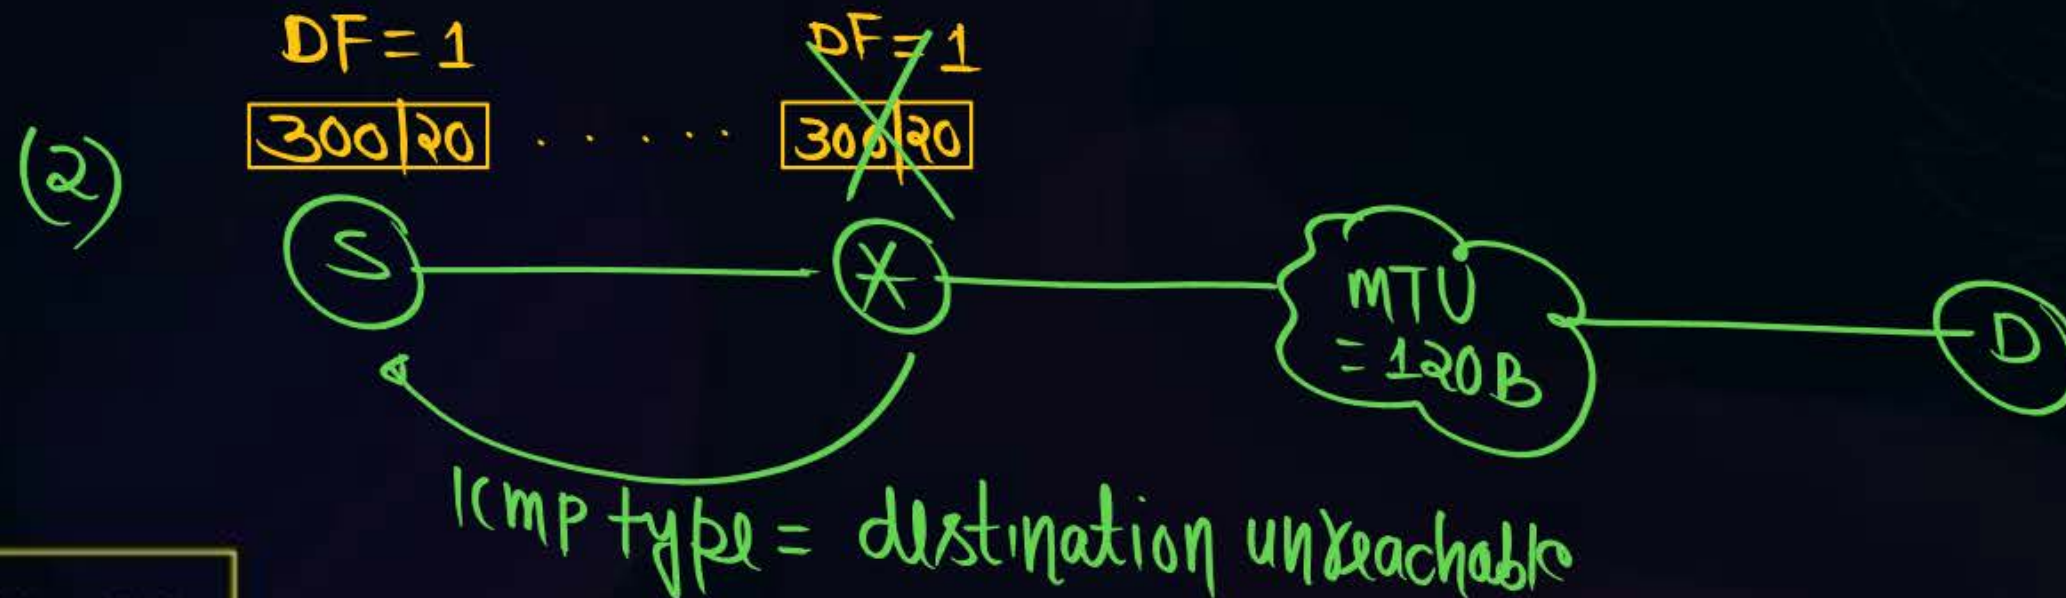 DF = 1 DF = 1
(2) 300|20 . . . . . 300|20
S X MTU = 120B D
ICMP type = destination unreachable